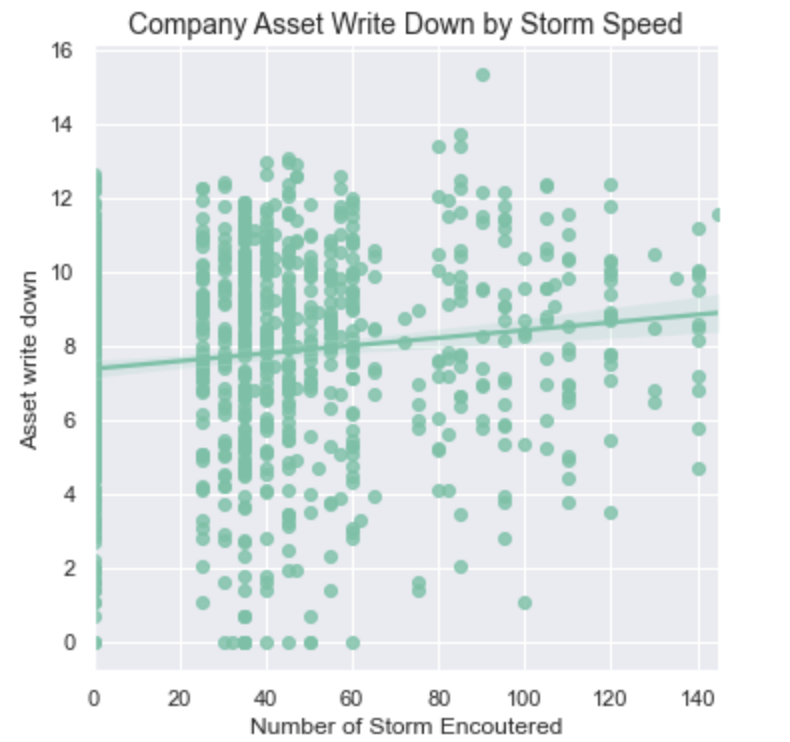 Company Asset Write Down by Storm Speed
16
14
12
10
8
6
4
2
0
Asset write down
0 20 40 60 80 100 120 140
Number of Storm Encoutered